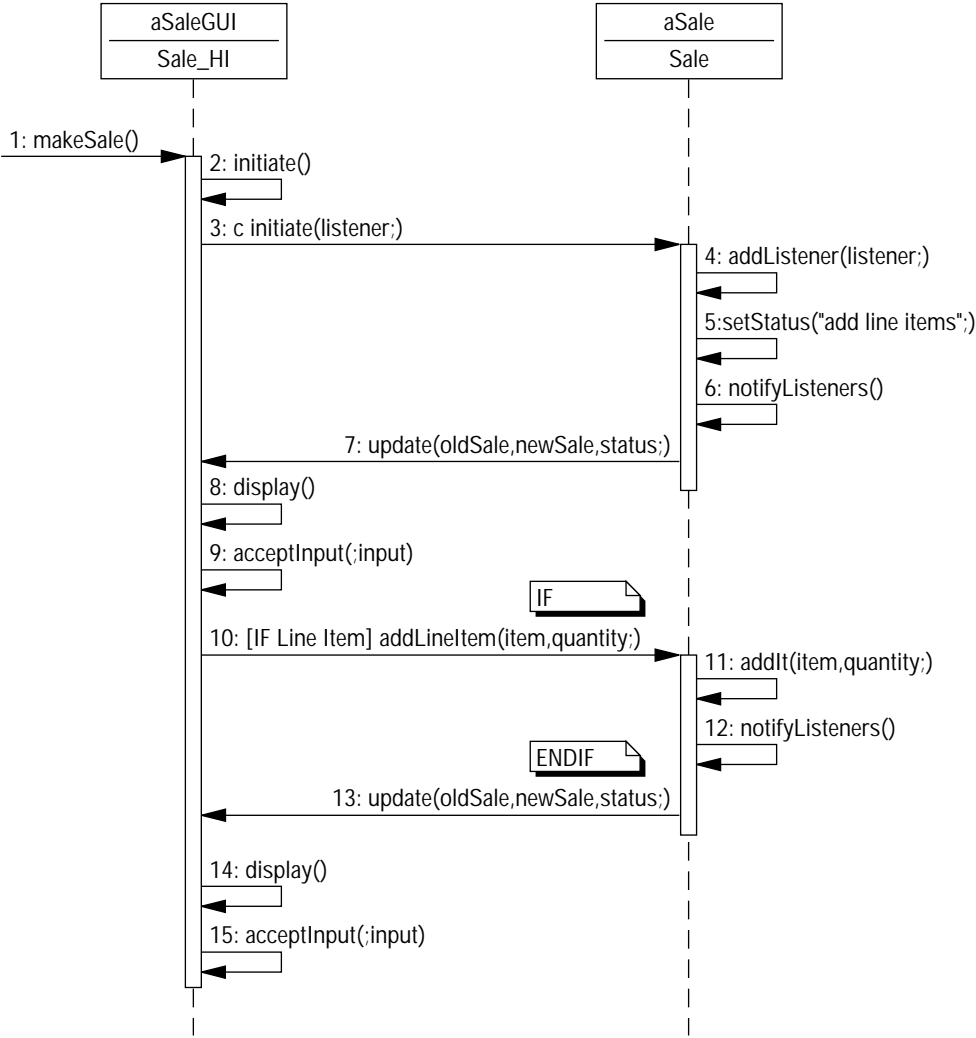 aSaleGUI
Sale_HI
aSale
Sale
1: makeSale()
2: initiate()
3: c initiate(listener;)
4: addListener(listener;)
5:setStatus("add line items";)
6: notifyListeners()
7: update(oldSale,newSale,status;)
8: display()
9: acceptInput(;input)
IF
10: [IF Line Item] addLineItem(item,quantity;)
11: addIt(item,quantity;)
12: notifyListeners()
ENDIF
13: update(oldSale,newSale,status;)
14: display()
15: acceptInput(;input)